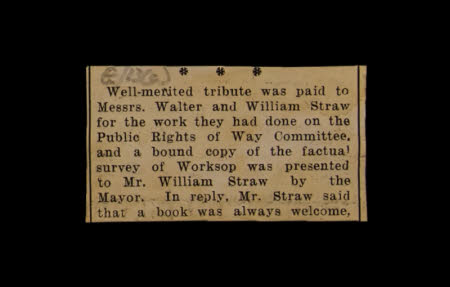 * * *
Well-merited tribute was paid to
Messrs. Walter and William Straw
for the work they had done on the
Public Rights of Way Committee,
and a bound copy of the factual
survey of Worksop was presented
to Mr. William Straw by the
Mayor. In reply, Mr. Straw said
that a book was always welcome,